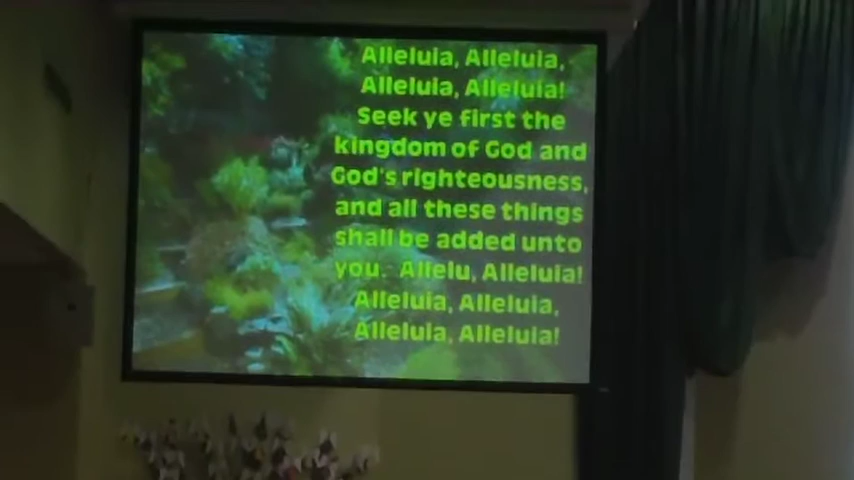 Alleluia, Alleluia,
Alleluia, Alleluia!
Seek ye first the
kingdom of God and
God's righteousness,
and all these things
shall be added unto
you. Allelu, Alleluia!
Alleluia, Alleluia,
Alleluia, Alleluia!